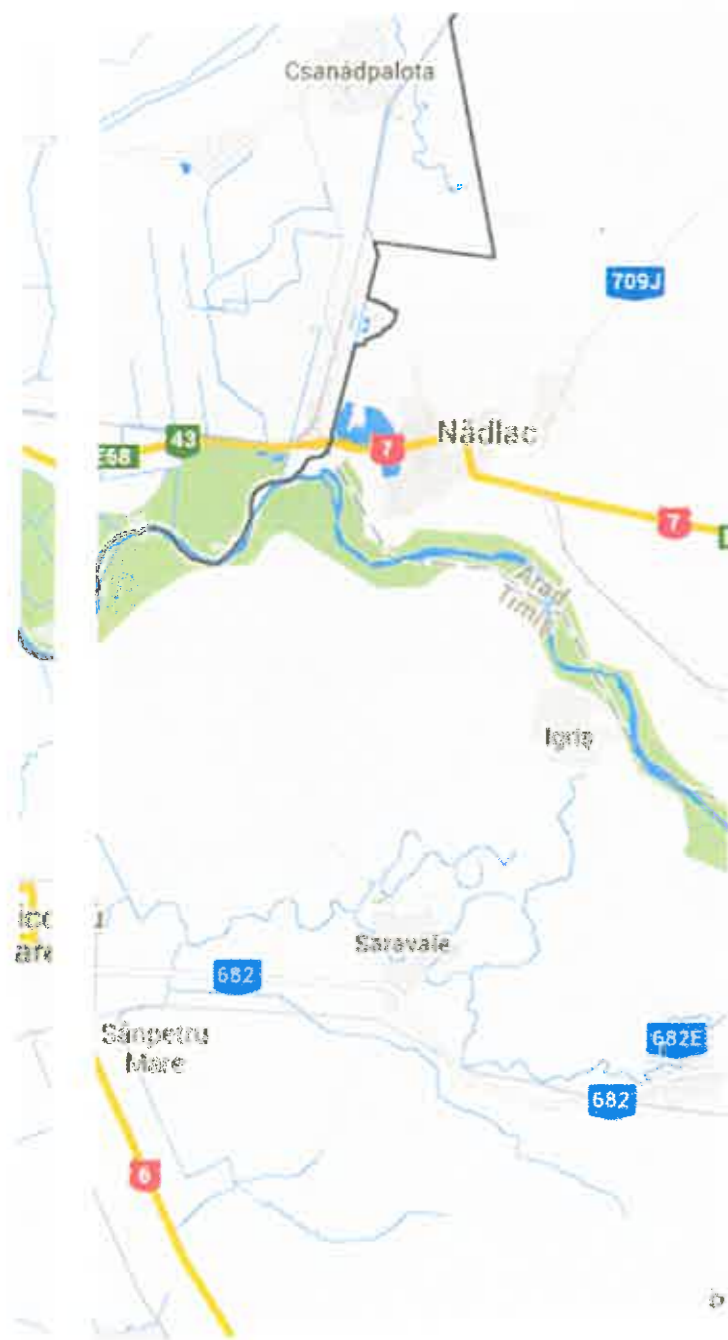 Csanádpalota
709J
43
E68
7
Nădlac
7
Arad
Timiș
Igriș
Saravale
682
Sânpetru
Mare
682E
682
6